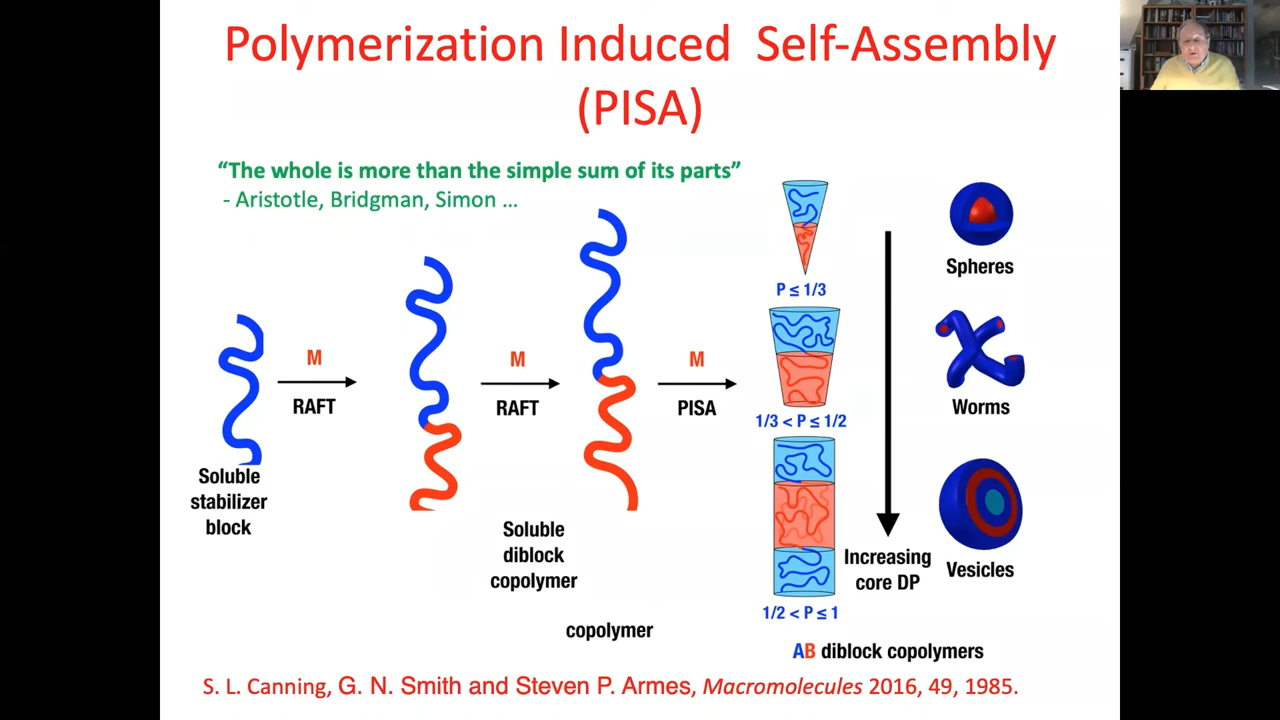 Polymerization Induced  Self-Assembly
(PISA)
“The whole is more than the simple sum of its parts”
- Aristotle, Bridgman, Simon ...
Soluble
stabilizer
block
M
RAFT
M
RAFT
Soluble
diblock
copolymer
copolymer
M
PISA
P ≤ 1/3
1/3 < P ≤ 1/2
1/2 < P ≤ 1
Increasing
core DP
Spheres
Worms
Vesicles
AB diblock copolymers
S. L. Canning, G. N. Smith and Steven P. Armes, Macromolecules 2016, 49, 1985.